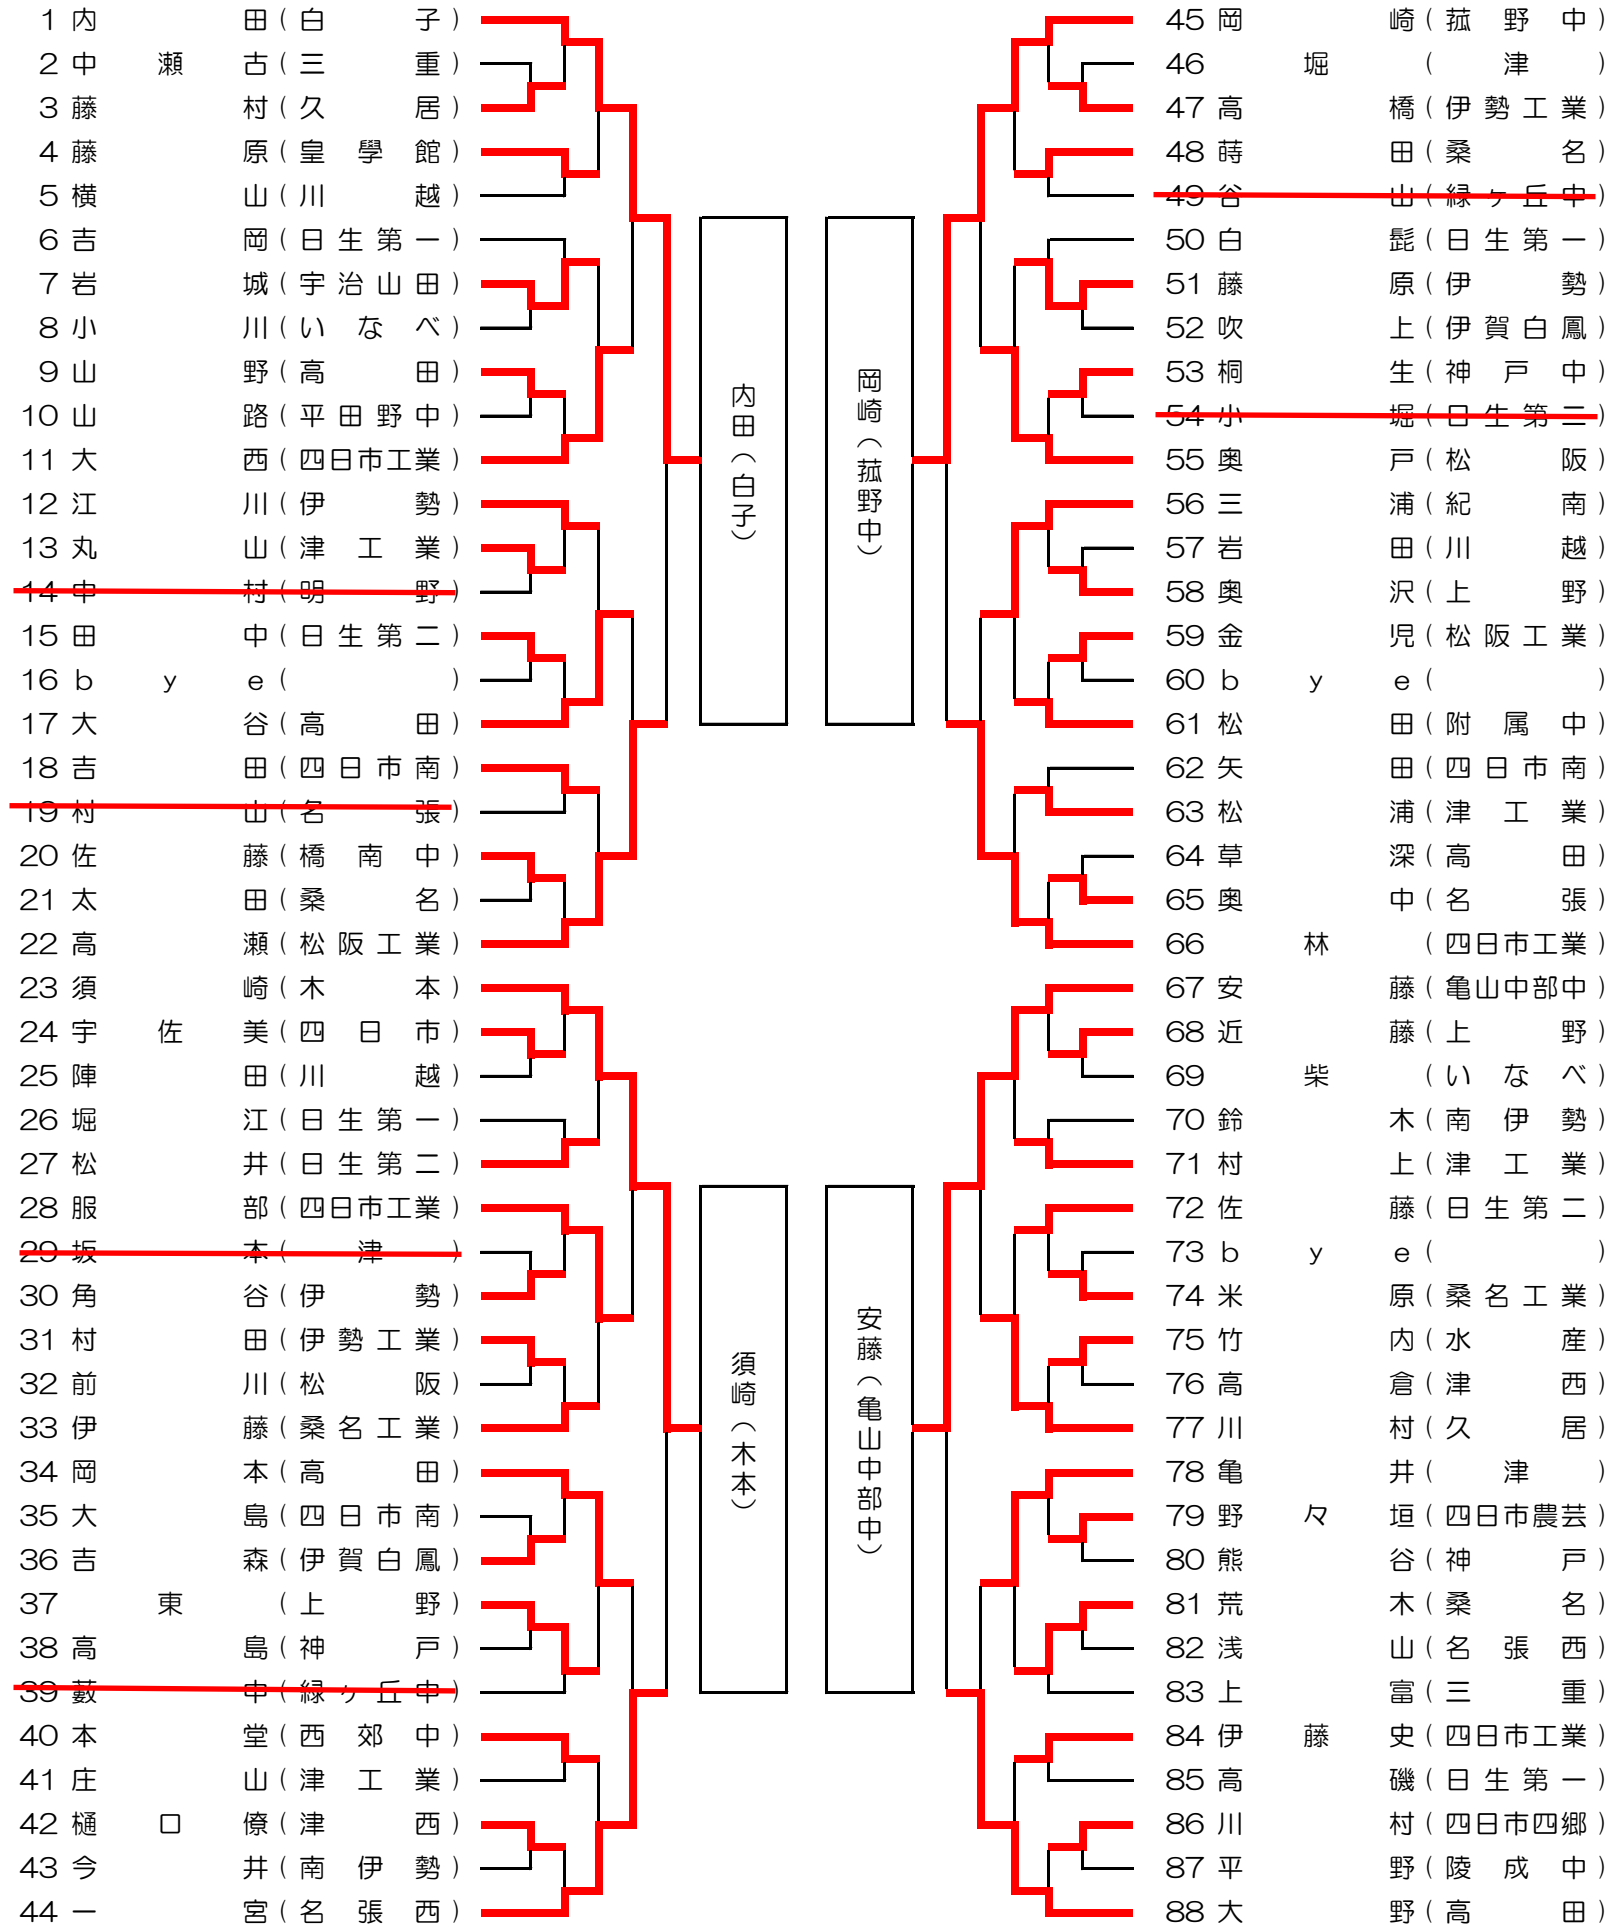 1 内田(白子)
2 中瀬古(三重)
3 藤村(久居)
4 藤原(皇學館)
5 横山(川越)
6 吉岡(日生第一)
7 岩城(宇治山田)
8 小川(いなべ)
9 山野(高田)
10 山路(平田野中)
11 大西(四日市工業)
12 江川(伊勢)
13 丸山(津工業)
14 中村(明野)
15 田中(日生第二)
16 bye( )
17 大谷(高田)
18 吉田(四日市南)
19 村山(名張)
20 佐藤(橋南中)
21 太田(桑名)
22 高瀬(松阪工業)
23 須崎(木本)
24 宇佐美(四日市)
25 陣田(川越)
26 堀江(日生第一)
27 松井(日生第二)
28 服部(四日市工業)
29 坂本(津)
30 角谷(伊勢)
31 村田(伊勢工業)
32 前川(松阪)
33 伊藤(桑名工業)
34 岡本(高田)
35 大島(四日市南)
36 吉森(伊賀白鳳)
37 東(上野)
38 高島(神戸)
39 藪中(緑ヶ丘中)
40 本堂(西郊中)
41 庄山(津工業)
42 樋口僚(津西)
43 今井(南伊勢)
44 一宮(名張西)
内田(白子)
須崎(木本)
岡崎(菰野中)
安藤(亀山中部中)
45 岡崎(菰野中)
46 堀(津)
47 高橋(伊勢工業)
48 蒔田(桑名)
49 谷山(緑ヶ丘中)
50 白髭(日生第一)
51 藤原(伊勢)
52 吹上(伊賀白鳳)
53 桐生(神戸中)
54 小堀(日生第二)
55 奥戸(松阪)
56 三浦(紀南)
57 岩田(川越)
58 奥沢(上野)
59 金児(松阪工業)
60 bye( )
61 松田(附属中)
62 矢田(四日市南)
63 松浦(津工業)
64 草深(高田)
65 奥中(名張)
66 林(四日市工業)
67 安藤(亀山中部中)
68 近藤(上野)
69 柴(いなべ)
70 鈴木(南伊勢)
71 村上(津工業)
72 佐藤(日生第二)
73 bye( )
74 米原(桑名工業)
75 竹内(水産)
76 高倉(津西)
77 川村(久居)
78 亀井(津)
79 野々垣(四日市農芸)
80 熊谷(神戸)
81 荒木(桑名)
82 浅山(名張西)
83 上富(三重)
84 伊藤史(四日市工業)
85 高磯(日生第一)
86 川村(四日市四郷)
87 平野(陵成中)
88 大野(高田)